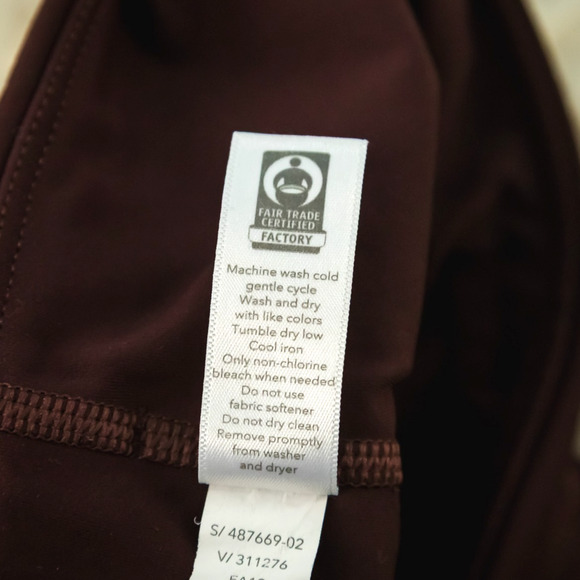 FAIR TRADE
CERTIFIED
FACTORY
Machine wash cold
gentle cycle
Wash and dry
with like colors
Tumble dry low
Cool iron
Only non-chlorine
bleach when needed
Do not use
fabric softener
Do not dry clean
Remove promptly
from washer
and dryer
S/ 487669-02
V/ 311276